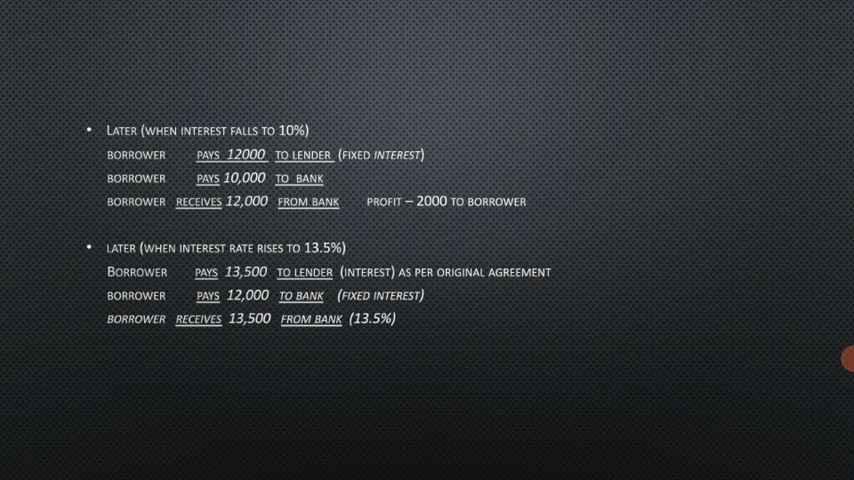 • Later (when interest falls to 10%)
borrower pays 12000 to lender (fixed interest)
borrower pays 10,000 to bank
borrower receives 12,000 from bank profit – 2000 to borrower
• later (when interest rate rises to 13.5%)
Borrower pays 13,500 to lender (interest) as per original agreement
borrower pays 12,000 to bank (fixed interest)
borrower receives 13,500 from bank (13.5%)